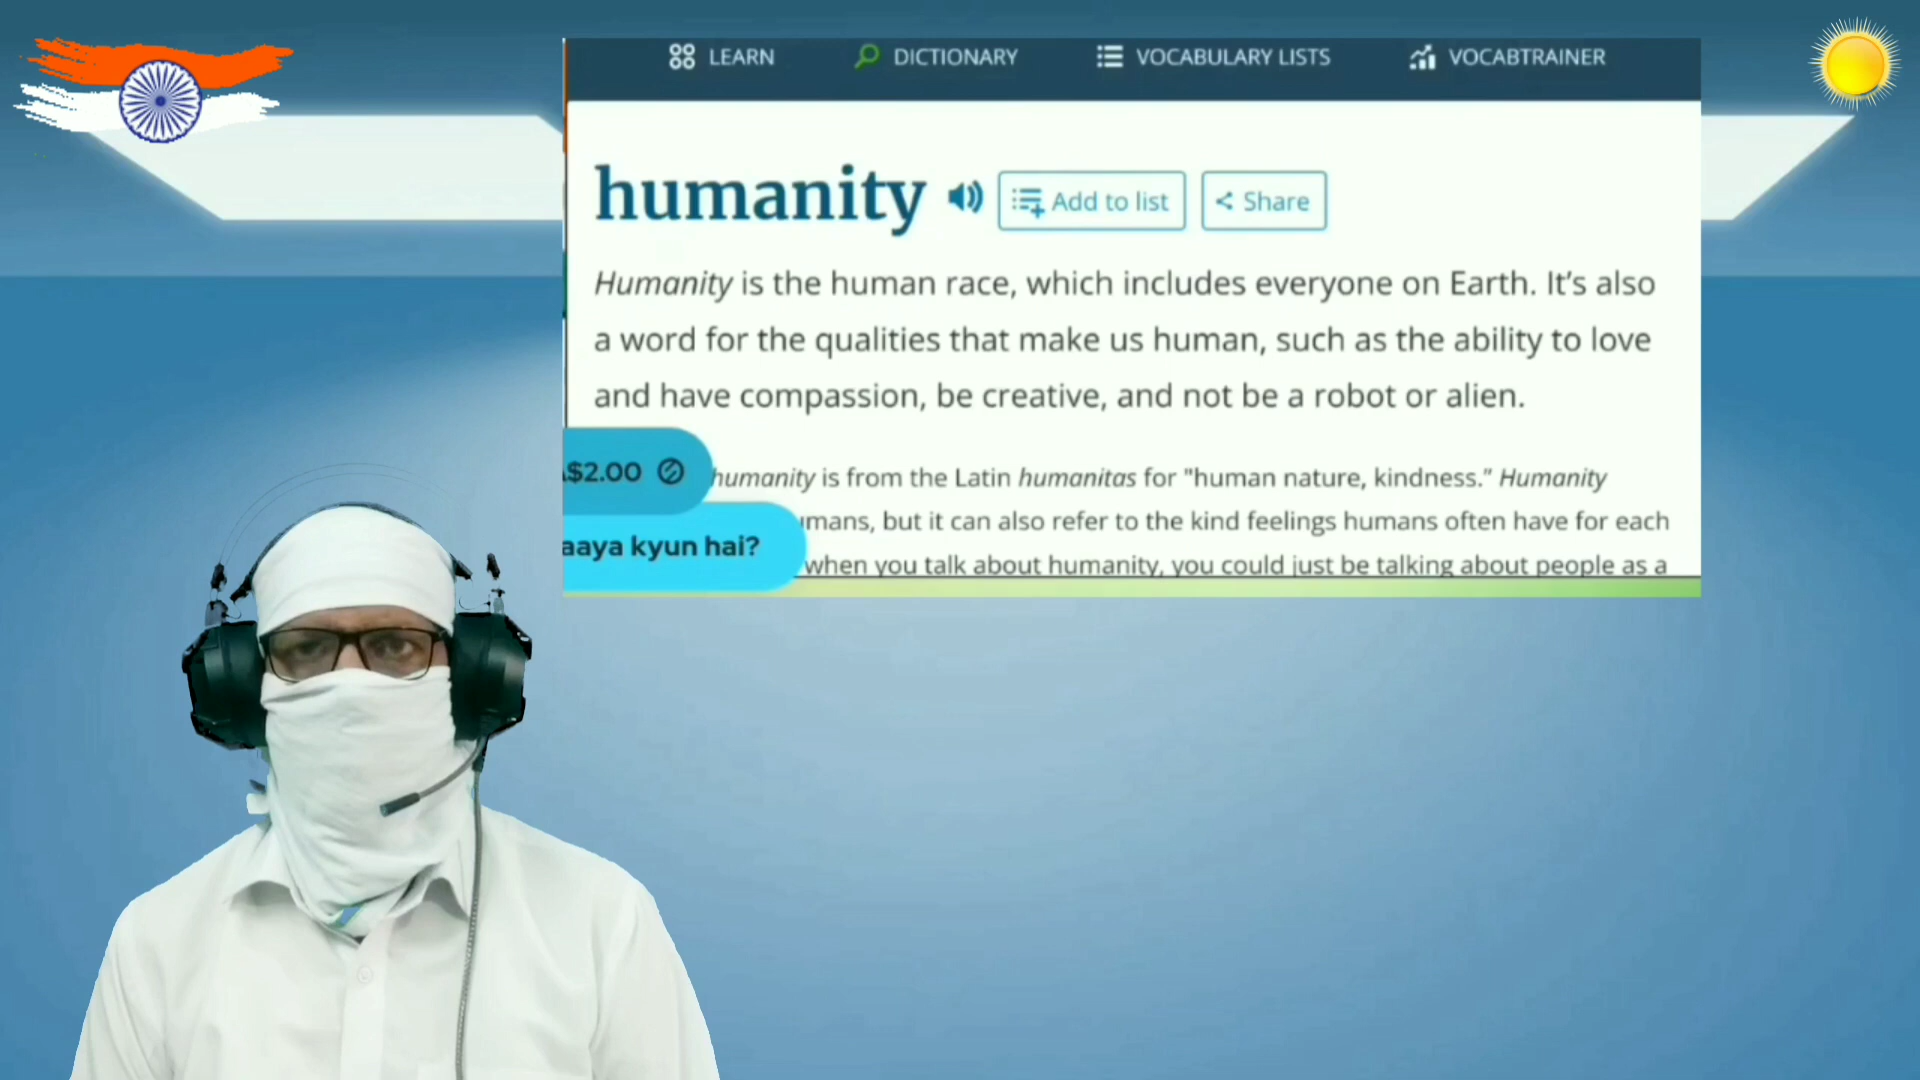 LEARN DICTIONARY VOCABULARY LISTS VOCABTRAINER
humanity Add to list Share
Humanity is the human race, which includes everyone on Earth. It’s also
a word for the qualities that make us human, such as the ability to love
and have compassion, be creative, and not be a robot or alien.
$2.00 humanity is from the Latin humanitas for "human nature, kindness.” Humanity
mans, but it can also refer to the kind feelings humans often have for each
aaya kyun hai?
when you talk about humanity, you could just be talking about people as a